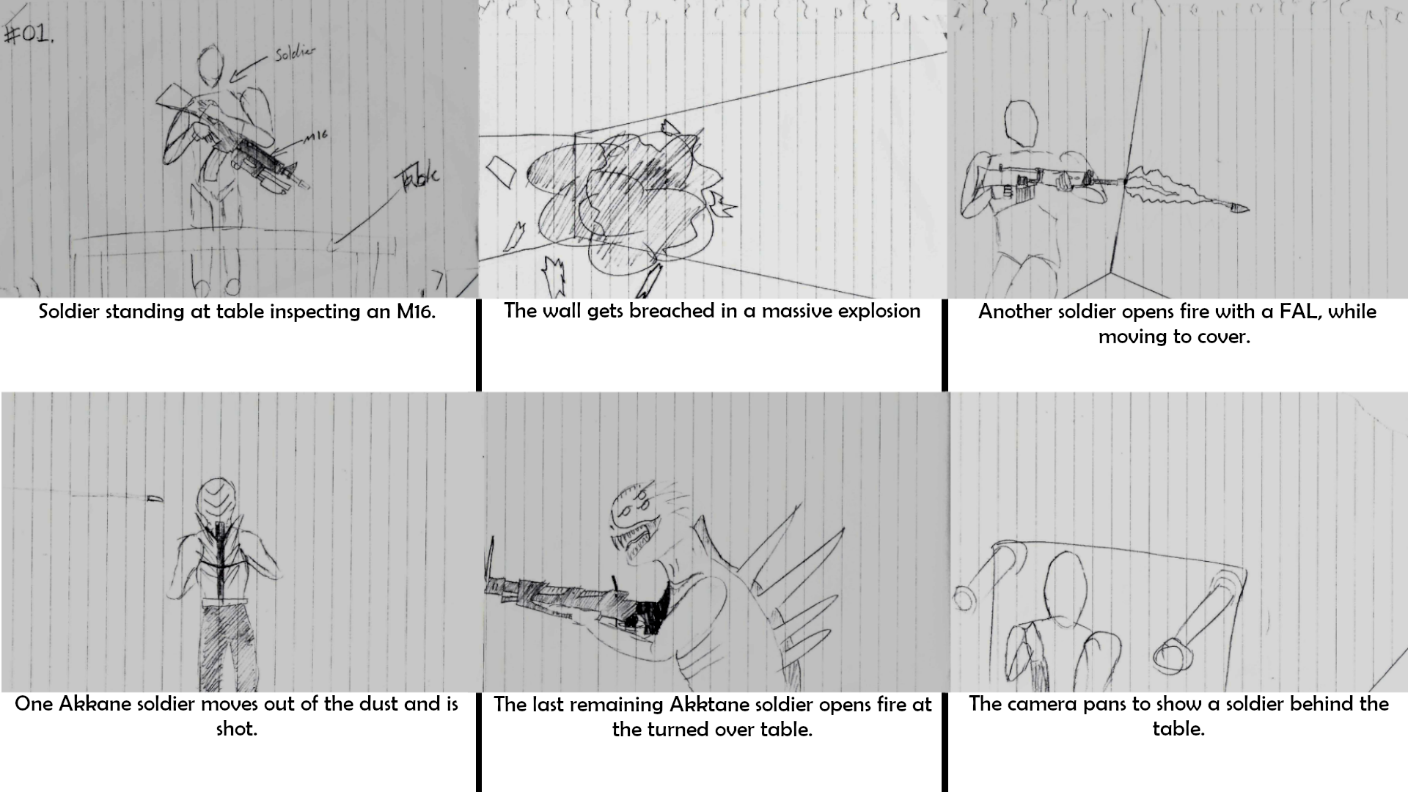 #01.
Soldier
M16
Table
Soldier standing at table inspecting an M16.
The wall gets breached in a massive explosion
Another soldier opens fire with a FAL, while
moving to cover.
One Akkane soldier moves out of the dust and is
shot.
The last remaining Akktane soldier opens fire at
the turned over table.
The camera pans to show a soldier behind the
table.